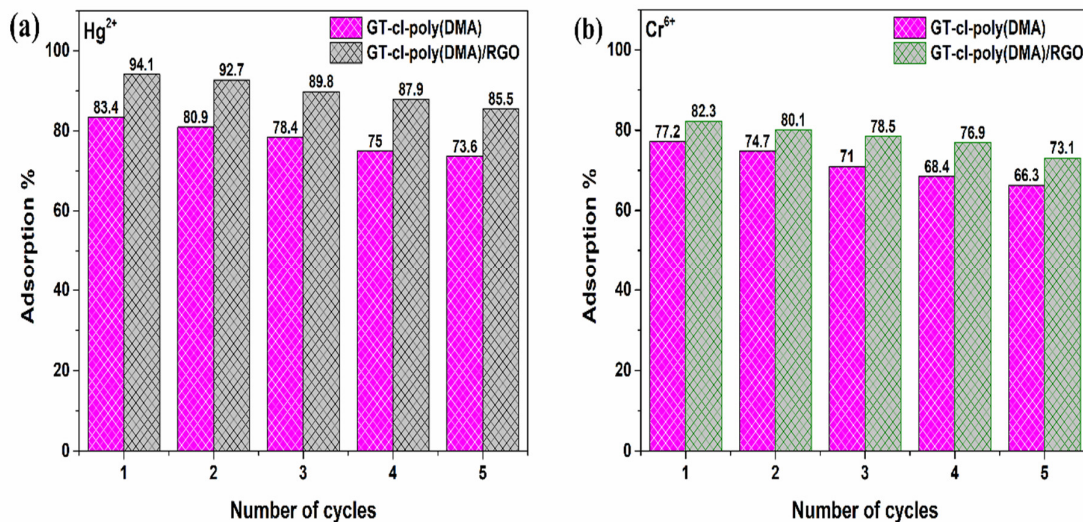 (a)
Hg2+
GT-cl-poly(DMA)
GT-cl-poly(DMA)/RGO
Adsorption %
100
80
60
40
20
0
83.4
94.1
80.9
92.7
78.4
89.8
75
87.9
73.6
85.5
1 2 3 4 5
Number of cycles
(b)
Cr6+
GT-cl-poly(DMA)
GT-cl-poly(DMA)/RGO
Adsorption %
100
80
60
40
20
0
77.2
82.3
74.7
80.1
71
78.5
68.4
76.9
66.3
73.1
1 2 3 4 5
Number of cycles